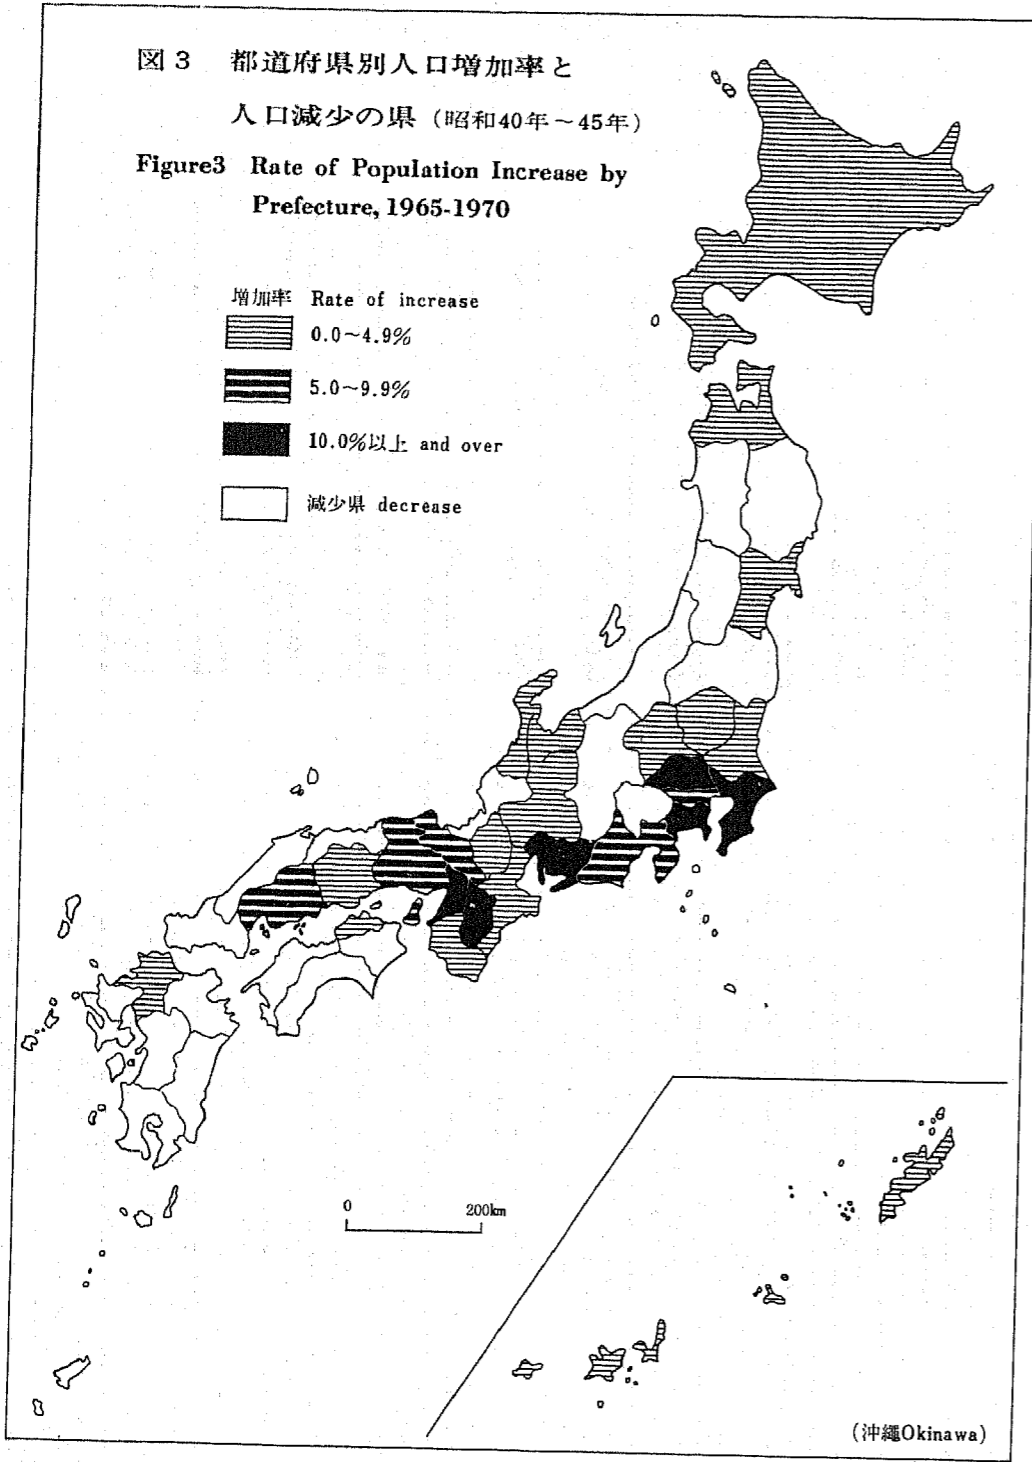 図3 都道府県別人口増加率と
人口減少の県（昭和40年～45年）
Figure3 Rate of Population Increase by
Prefecture, 1965-1970
増加率 Rate of increase
0.0～4.9%
5.0～9.9%
10.0%以上 and over
減少県 decrease
0 200km
(沖縄Okinawa)